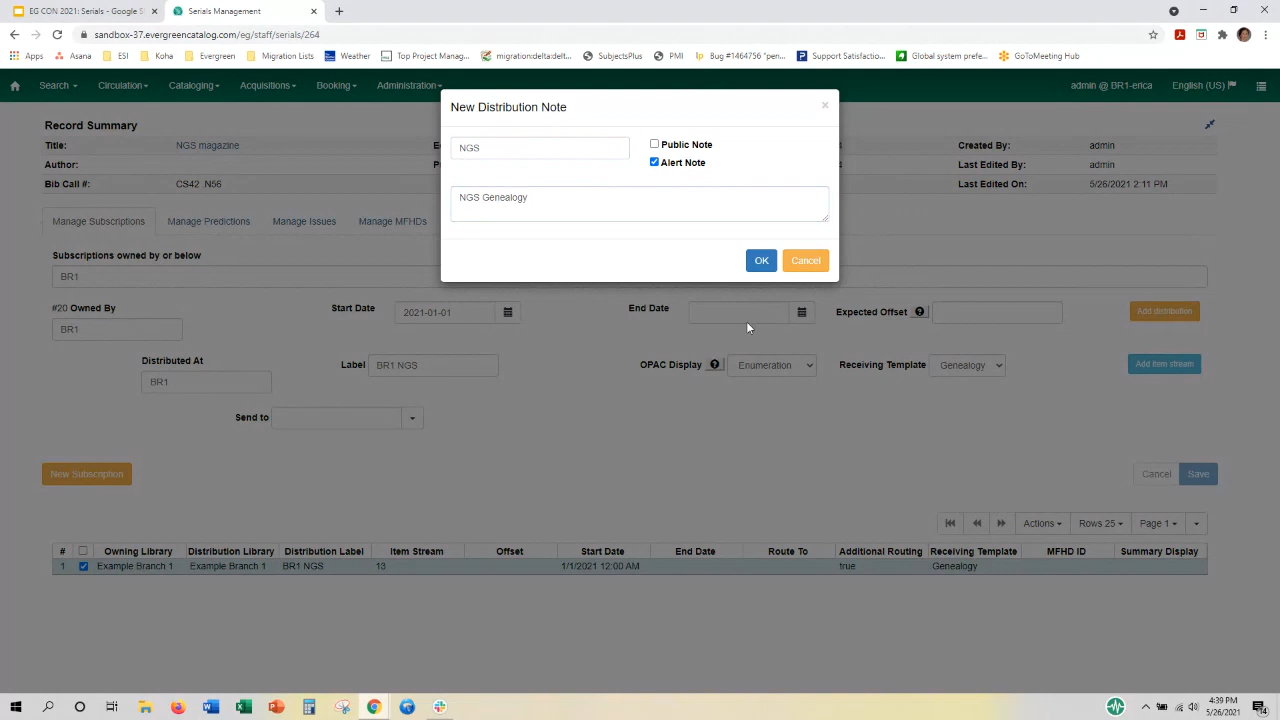 EG CON 2021: Serials - Google S
Serials Management
sandbox-37.evergreencatalog.com/eg/staff/serials/264
Apps Asana ESI Koha Evergreen Migration Lists Weather Top Project Manag... migration:delt:delt... SubjectsPlus PMI Bug #1464756 "pen... Support Satisfactio... Global system prefe... GoToMeeting Hub
Search Circulation Cataloging Acquisitions Booking Administration admin @ BR1-erica English (US)
New Distribution Note
NGS
Public Note
Alert Note
NGS Genealogy
OK Cancel
Record Summary
Title: NGS magazine Created By: admin
Author: Last Edited By: admin
Bib Call #: CS42 .N56 Last Edited On: 5/26/2021 2:11 PM
Manage Subscriptions Manage Predictions Manage Issues Manage MFHDs
Subscriptions owned by or below
BR1
#20 Owned By Start Date 2021-01-01 End Date Expected Offset Add distribution
BR1
Distributed At Label BR1 NGS OPAC Display Enumeration Receiving Template Genealogy Add item stream
BR1
Send to
New Subscription Cancel Save
Actions Rows 25 Page 1
# Owning Library Distribution Library Distribution Label Item Stream Offset Start Date End Date Route To Additional Routing Receiving Template MFHD ID Summary Display
1 Example Branch 1 Example Branch 1 BR1 NGS 13 1/1/2021 12:00 AM true Genealogy
4:39 PM
5/26/2021